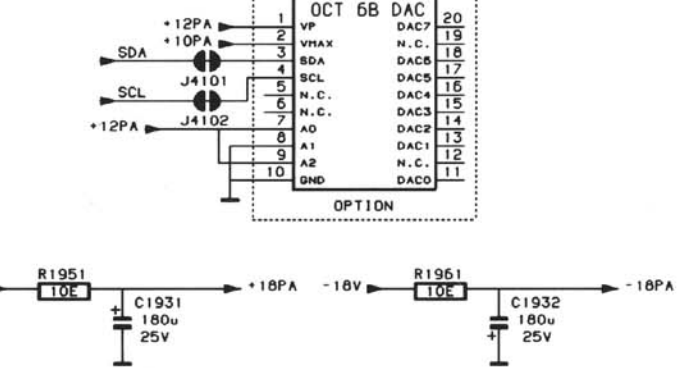 OCT 6B DAC
+12PA 1 VP DAC7 20
+10PA 2 VMAX N.C. 19
SDA 3 SDA DAC6 18
J4101 4 SCL DAC5 17
5 N.C. DAC4 16
SCL 6 N.C. DAC3 15
J4102
+12PA 7 A0 DAC2 14
8 A1 DAC1 13
9 A2 N.C. 12
10 GND DAC0 11
OPTION
R1951 R1961
10E +18PA -18V 10E -18PA
+ C1931 C1932
180u 180u
25V + 25V